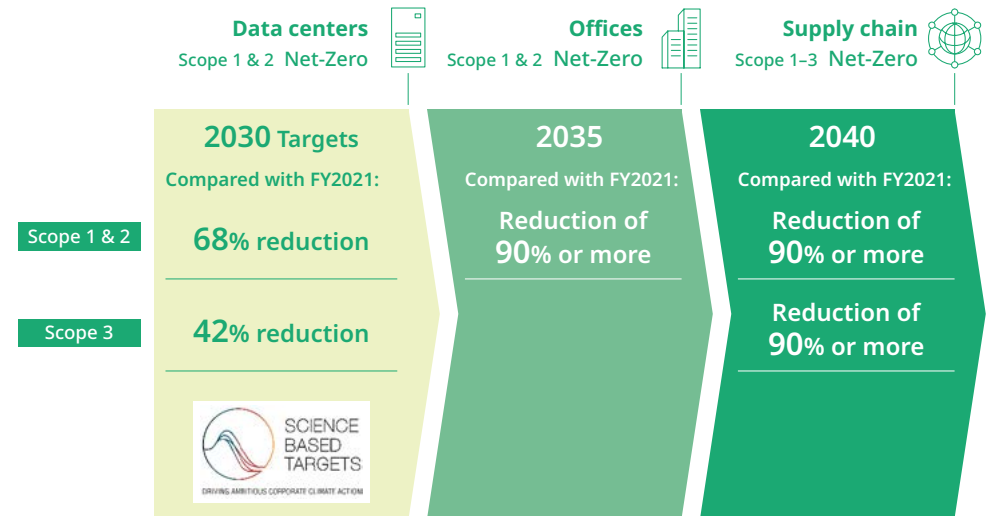 Data centers
Scope 1 & 2 Net-Zero
Offices
Scope 1 & 2 Net-Zero
Supply chain
Scope 1–3 Net-Zero
2030 Targets
Compared with FY2021:
2035
Compared with FY2021:
2040
Compared with FY2021:
Scope 1 & 2
68% reduction
Reduction of
90% or more
Reduction of
90% or more
Scope 3
42% reduction
Reduction of
90% or more
SCIENCE
BASED
TARGETS
DRIVING AMBITIOUS CORPORATE CLIMATE ACTION